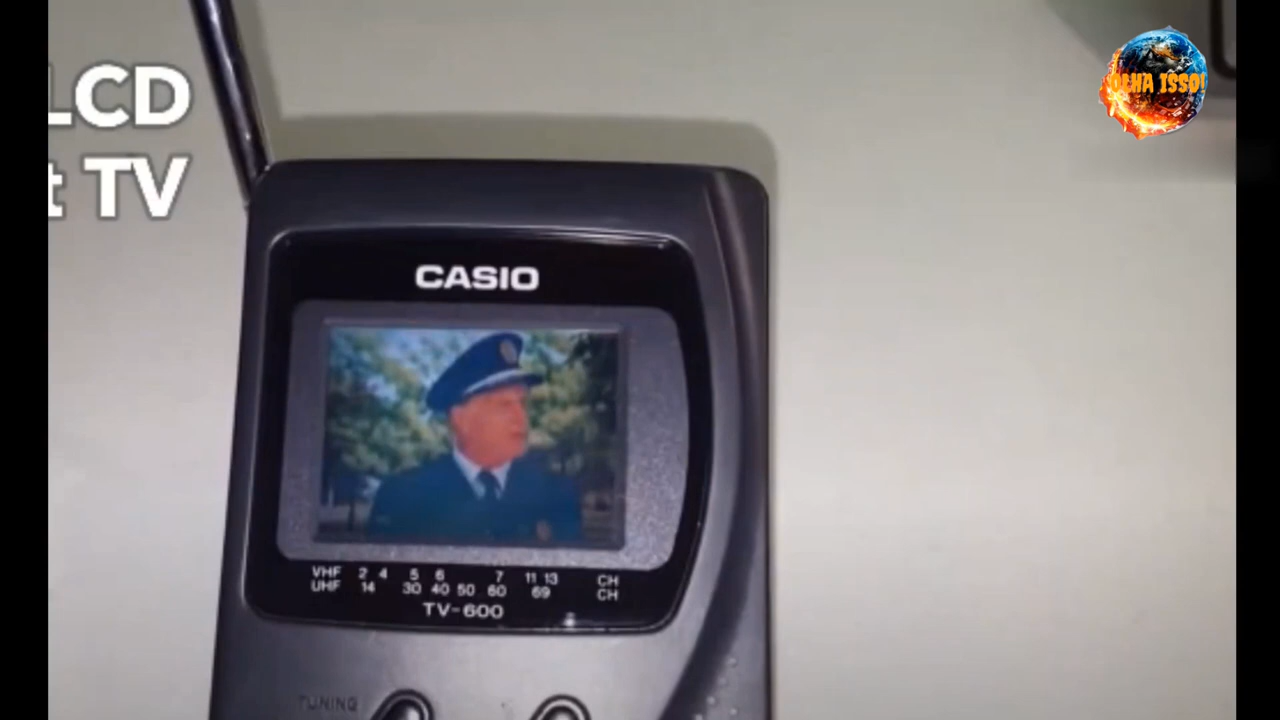 LCD
t TV
OLHA ISSO!
CASIO
VHF 2 4 5 6 7 11 13 CH
UHF 14 30 40 50 60 69 CH
TV-600
TUNING